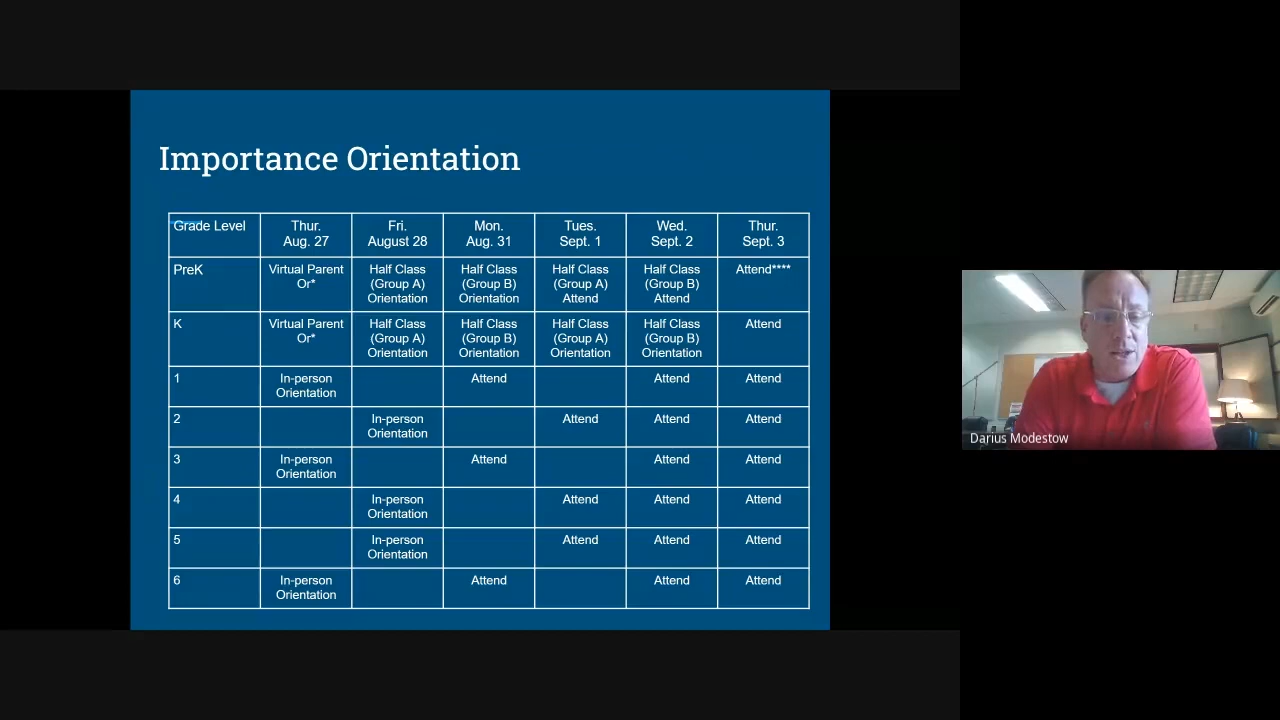 Importance Orientation
Grade Level
Thur.
Aug. 27
Fri.
August 28
Mon.
Aug. 31
Tues.
Sept. 1
Wed.
Sept. 2
Thur.
Sept. 3
PreK
Virtual Parent
Or*
Half Class
(Group A)
Orientation
Half Class
(Group B)
Orientation
Half Class
(Group A)
Attend
Half Class
(Group B)
Attend
Attend****
K
Virtual Parent
Or*
Half Class
(Group A)
Orientation
Half Class
(Group B)
Orientation
Half Class
(Group A)
Orientation
Half Class
(Group B)
Orientation
Attend
1
In-person
Orientation
Attend
Attend
Attend
2
In-person
Orientation
Attend
Attend
Attend
3
In-person
Orientation
Attend
Attend
Attend
4
In-person
Orientation
Attend
Attend
Attend
5
In-person
Orientation
Attend
Attend
Attend
6
In-person
Orientation
Attend
Attend
Attend
Darius Modestow